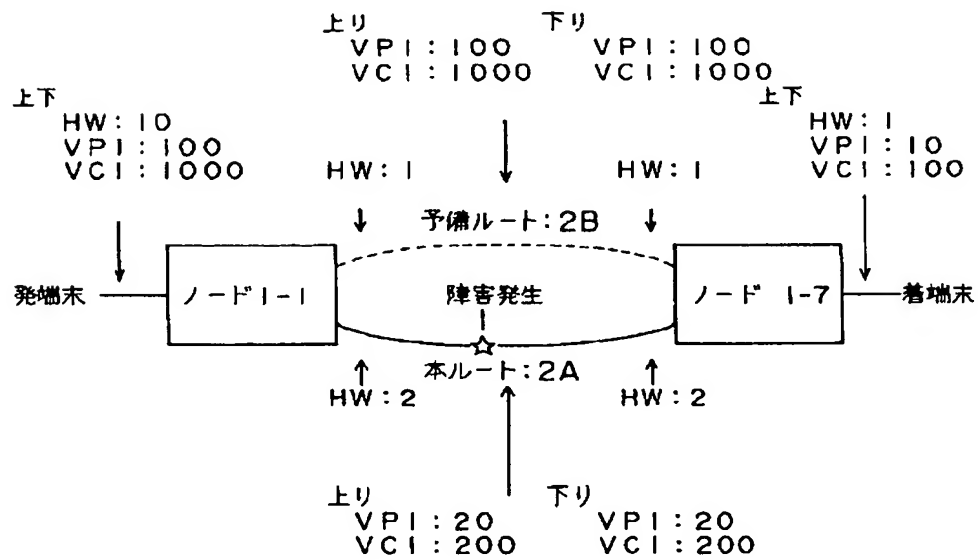 上り
VPI:100
VCI:1000
下り
VPI:100
VCI:1000
上下
HW:10
VPI:100
VCI:1000
上下
HW:1
VPI:10
VCI:100
HW:1
HW:1
予備ルート:2B
発端末
ノード1-1
障害発生
ノード 1-7
着端末
本ルート:2A
HW:2
HW:2
上り
VPI:20
VCI:200
下り
VPI:20
VCI:200